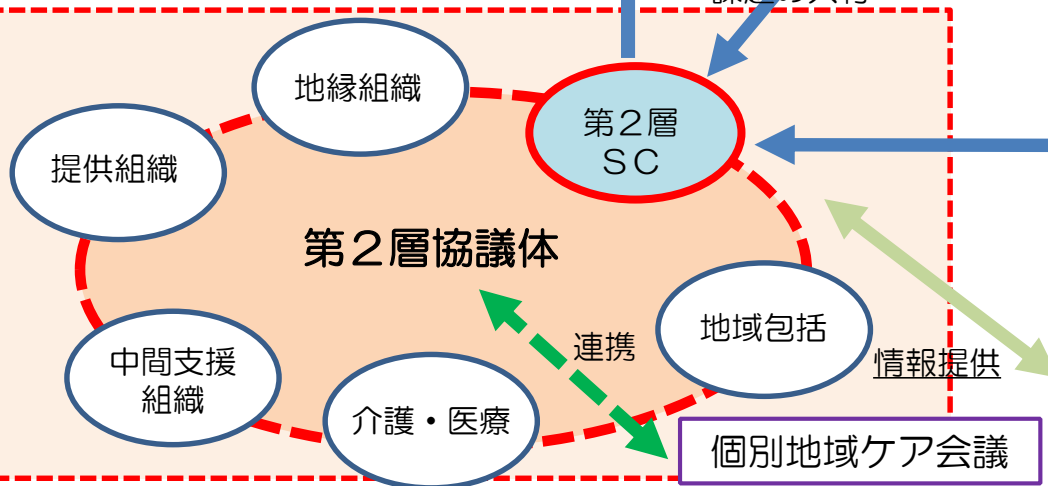 地縁組織
第２層
ＳＣ
提供組織
第２層協議体
地域包括
連携
中間支援
組織
情報提供
介護・医療
個別地域ケア会議